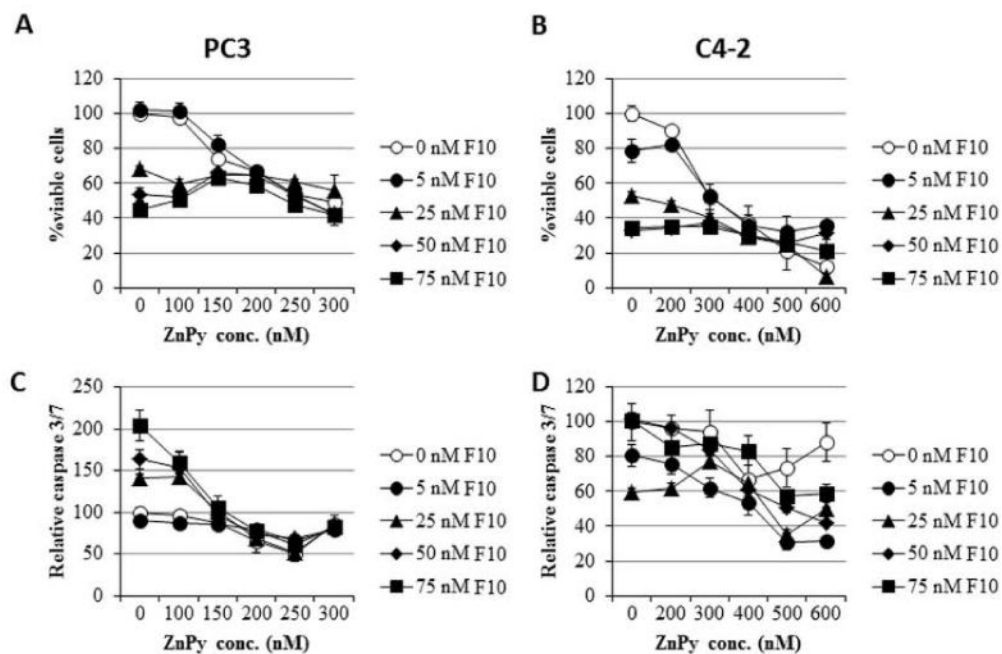 A
PC3
120
100
80
60
40
20
0
%viable cells
0 100 150 200 250 300
ZnPy conc. (nM)
0 nM F10
5 nM F10
25 nM F10
50 nM F10
75 nM F10
B
C4-2
120
100
80
60
40
20
0
%viable cells
0 200 300 400 500 600
ZnPy conc. (nM)
0 nM F10
5 nM F10
25 nM F10
50 nM F10
75 nM F10
C
250
200
150
100
50
0
Relative caspase 3/7
0 100 150 200 250 300
ZnPy conc. (nM)
0 nM F10
5 nM F10
25 nM F10
50 nM F10
75 nM F10
D
120
100
80
60
40
20
0
Relative caspase 3/7
0 200 300 400 500 600
ZnPy conc. (nM)
0 nM F10
5 nM F10
25 nM F10
50 nM F10
75 nM F10